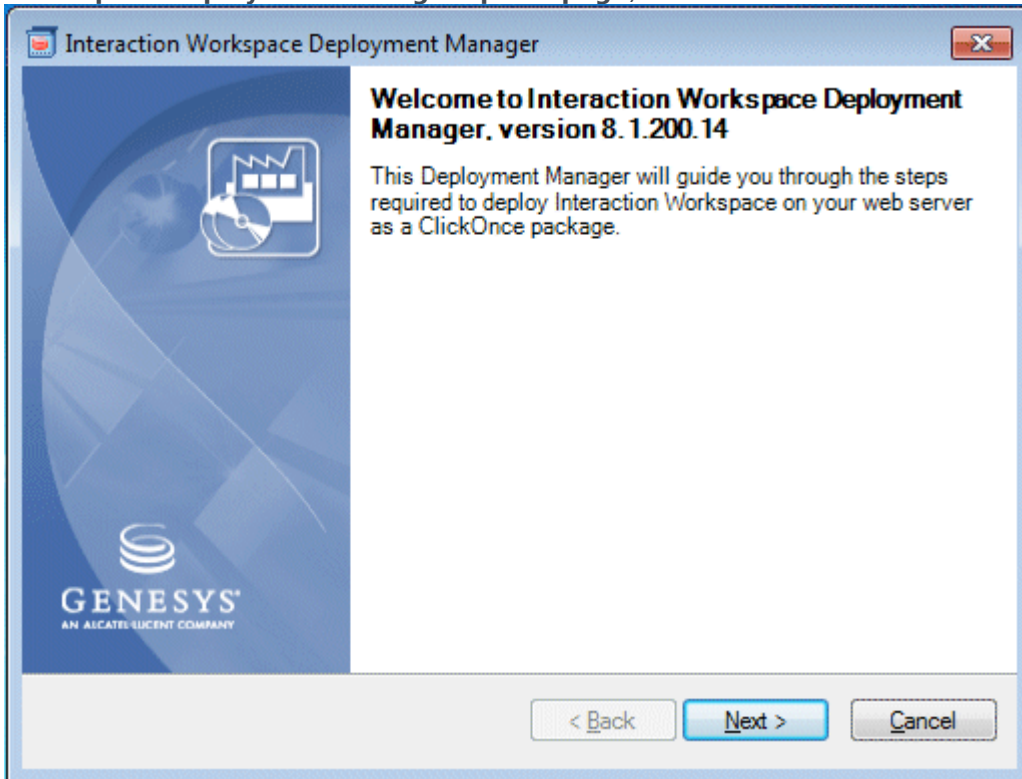 Interaction Workspace Deployment Manager
Welcome to Interaction Workspace Deployment
Manager, version 8.1.200.14
This Deployment Manager will guide you through the steps
required to deploy Interaction Workspace on your web server
as a ClickOnce package.
GENESYS
AN ALCATEL-LUCENT COMPANY
< Back
Next >
Cancel